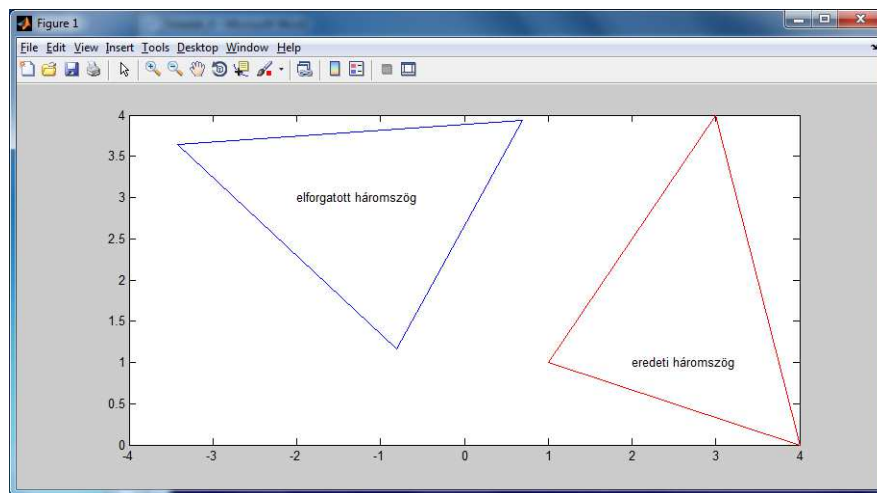 Figure 1
File Edit View Insert Tools Desktop Window Help
4
3.5
3
2.5
2
1.5
1
0.5
0
elforgatott háromszög
eredeti háromszög
-4 -3 -2 -1 0 1 2 3 4